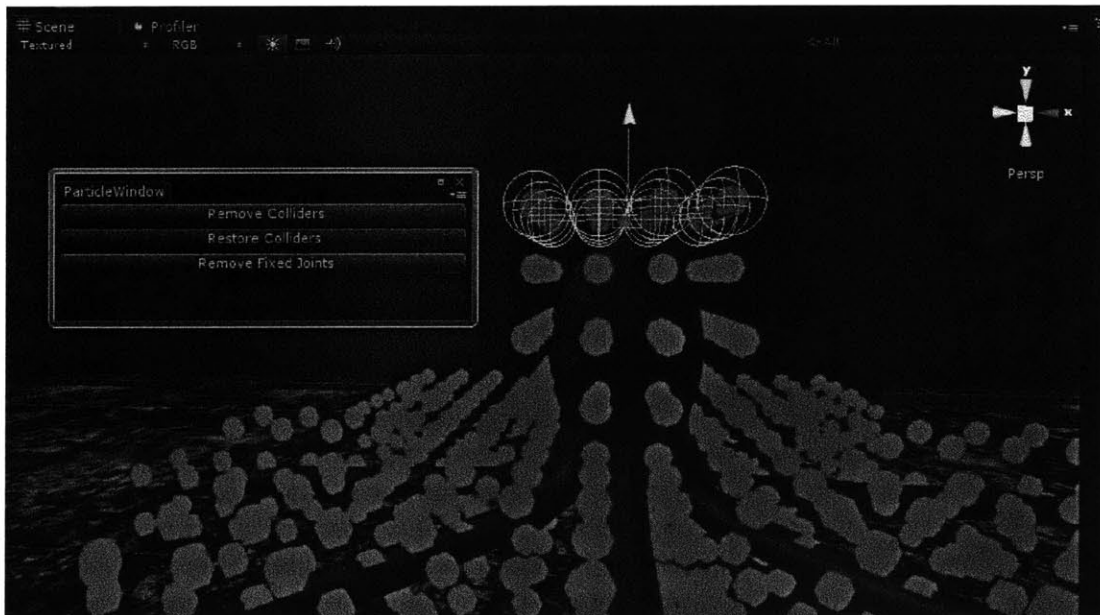 Scene Profiler
Textured RGB
y
x
Persp
ParticleWindow
Remove Colliders
Restore Colliders
Remove Fixed Joints